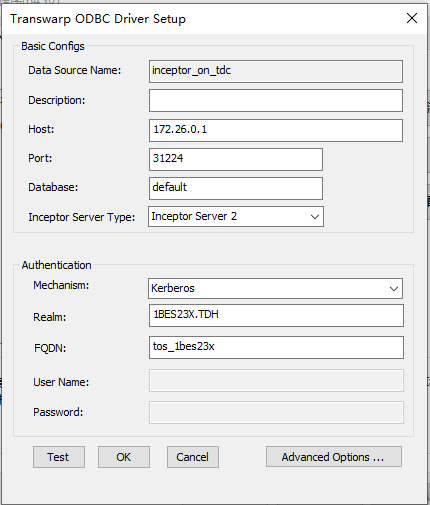 Transwarp ODBC Driver Setup
Basic Configs
Data Source Name: inceptor_on_tdc
Description:
Host: 172.26.0.1
Port: 31224
Database: default
Inceptor Server Type: Inceptor Server 2
Authentication
Mechanism: Kerberos
Realm: 1BES23X.TDH
FQDN: tos_1bes23x
User Name:
Password:
Test OK Cancel Advanced Options ...